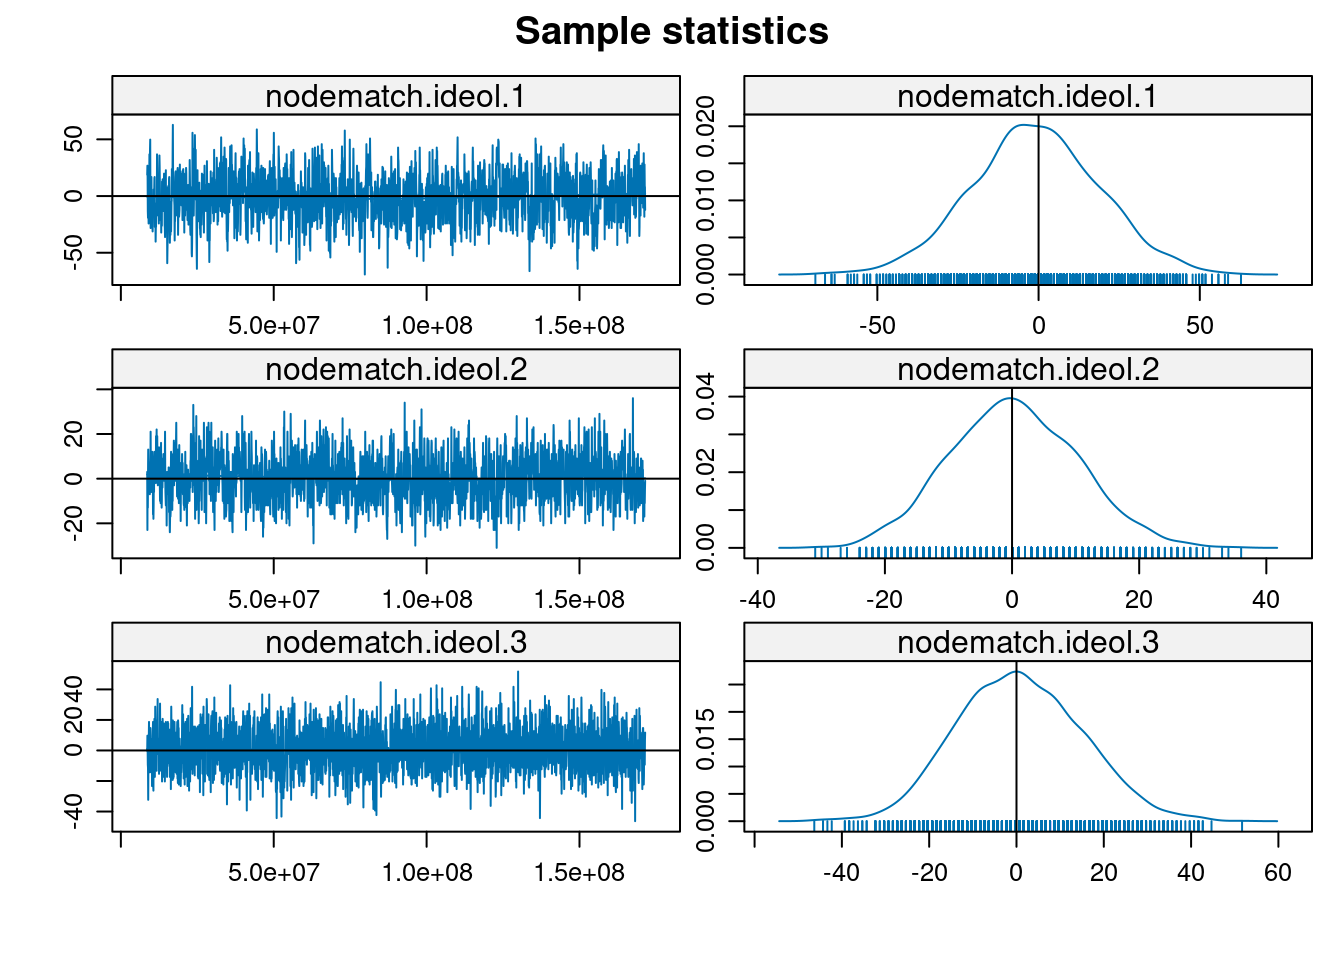 Sample statistics
nodematch.ideol.1
50
0
-50
5.0e+07 1.0e+08 1.5e+08
nodematch.ideol.1
0.020
0.010
0.000
-50 0 50
nodematch.ideol.2
20
0
-20
5.0e+07 1.0e+08 1.5e+08
nodematch.ideol.2
0.04
0.02
0.00
-40 -20 0 20 40
nodematch.ideol.3
40
20
0
-40
5.0e+07 1.0e+08 1.5e+08
nodematch.ideol.3
0.015
0.000
-40 -20 0 20 40 60